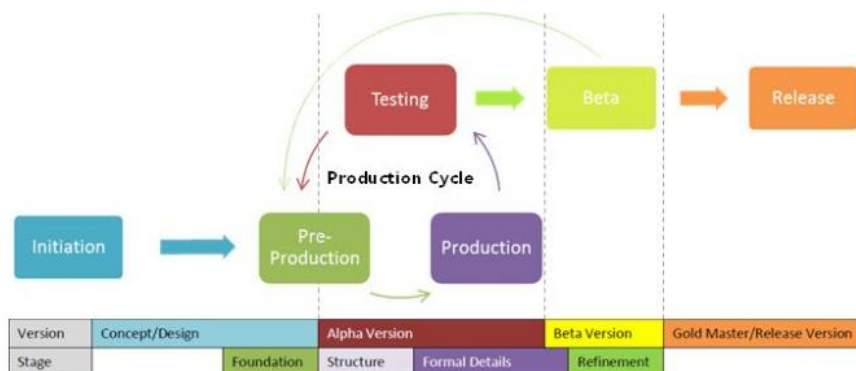 Testing
Beta
Release
Production Cycle
Initiation
Pre-
Production
Production
Version Concept/Design Alpha Version Beta Version Gold Master/Release Version
Stage Foundation Structure Formal Details Refinement